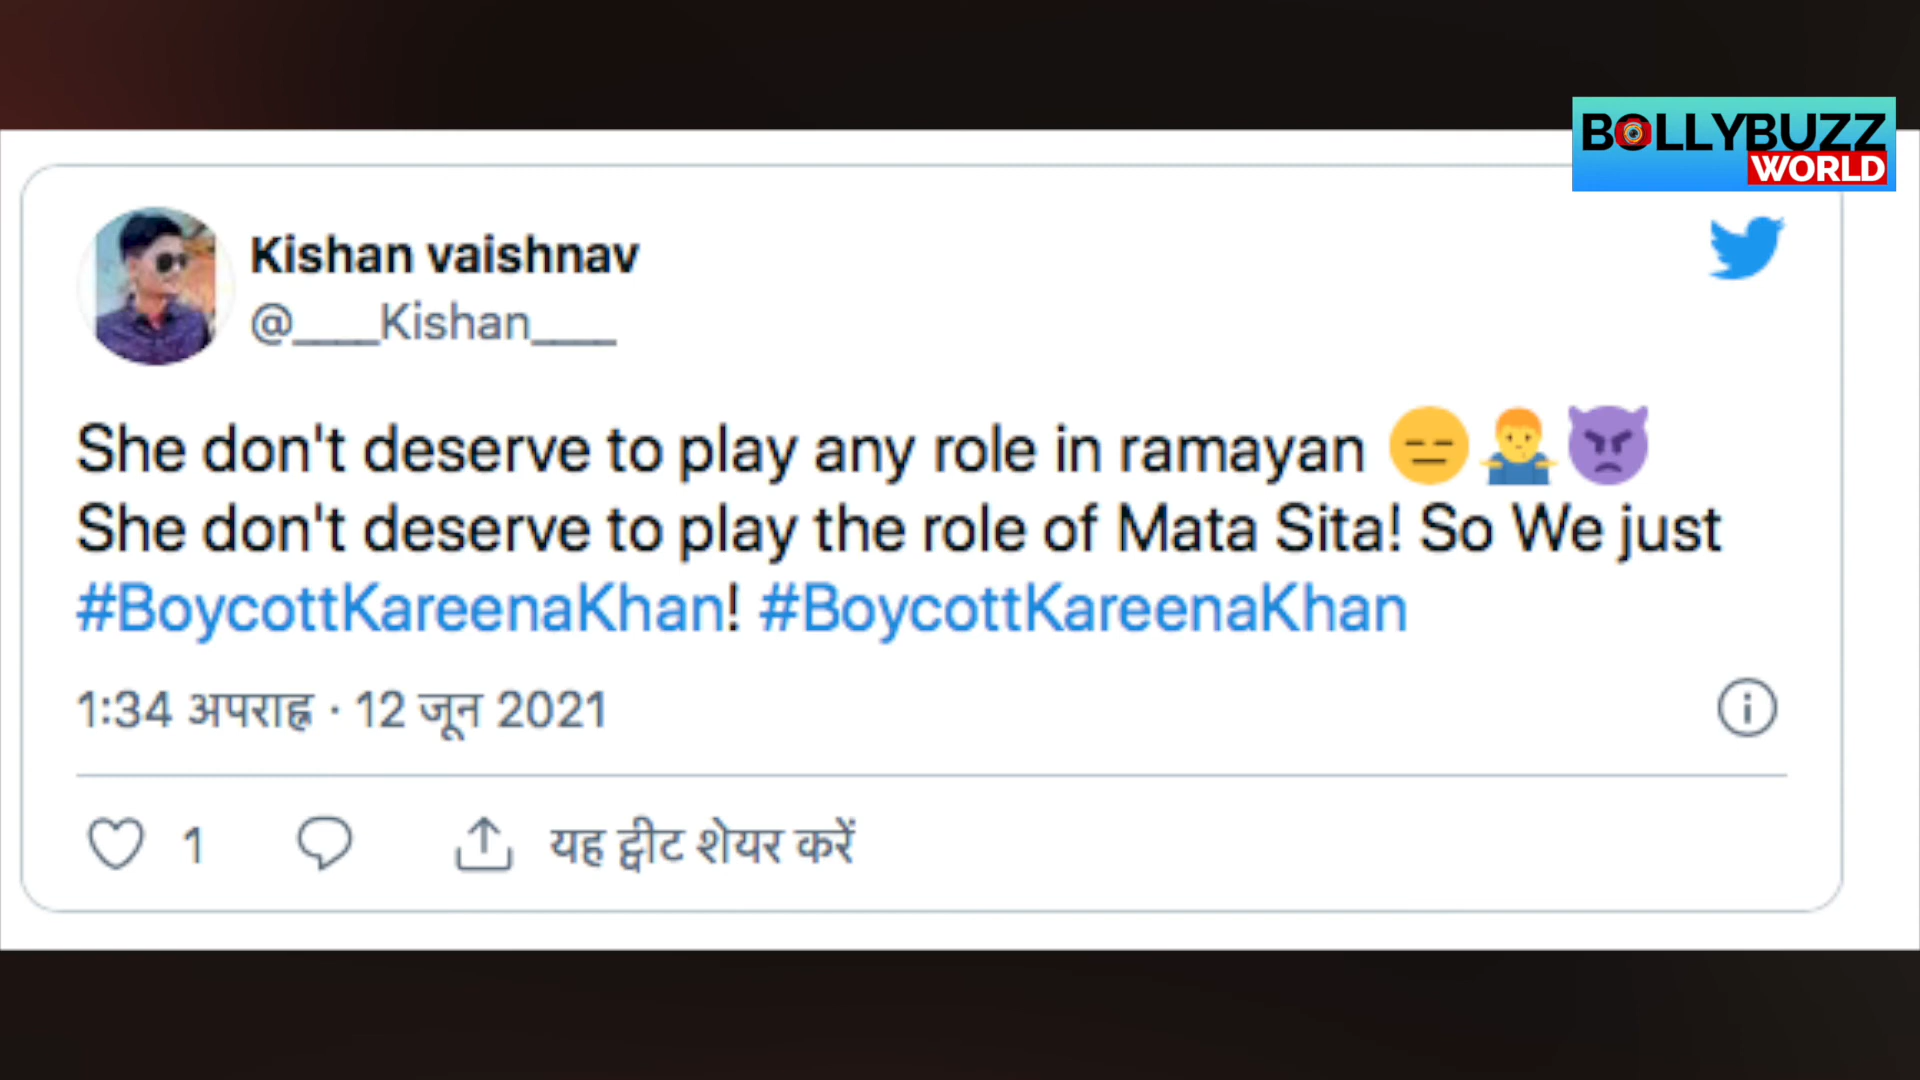 BOLLYBUZZ
WORLD
Kishan vaishnav
@____Kishan____
She don't deserve to play any role in ramayan 😑🤷‍♂️👿
She don't deserve to play the role of Mata Sita! So We just
#BoycottKareenaKhan! #BoycottKareenaKhan
1:34 अपराह्न · 12 जून 2021
1
यह ट्वीट शेयर करें